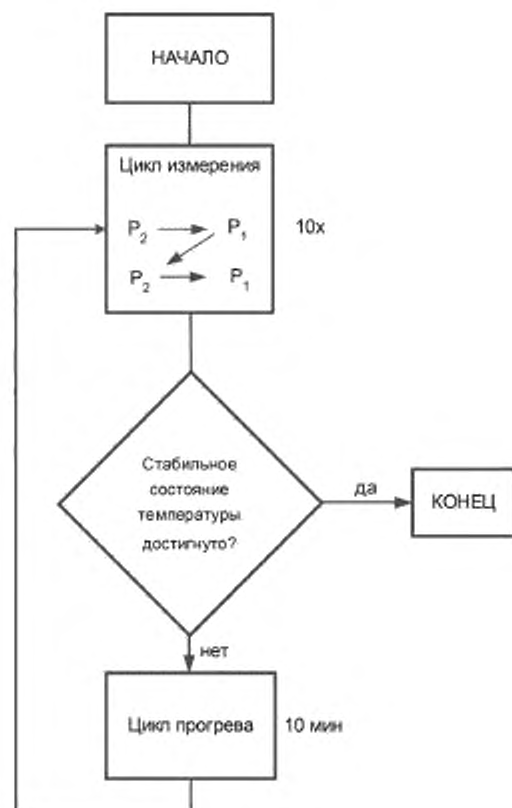 НАЧАЛО
Цикл измерения
P₂ → P₁
10x
P₂ → P₁
Стабильное
состояние
температуры
достигнуто?
да
КОНЕЦ
нет
Цикл прогрева
10 мин